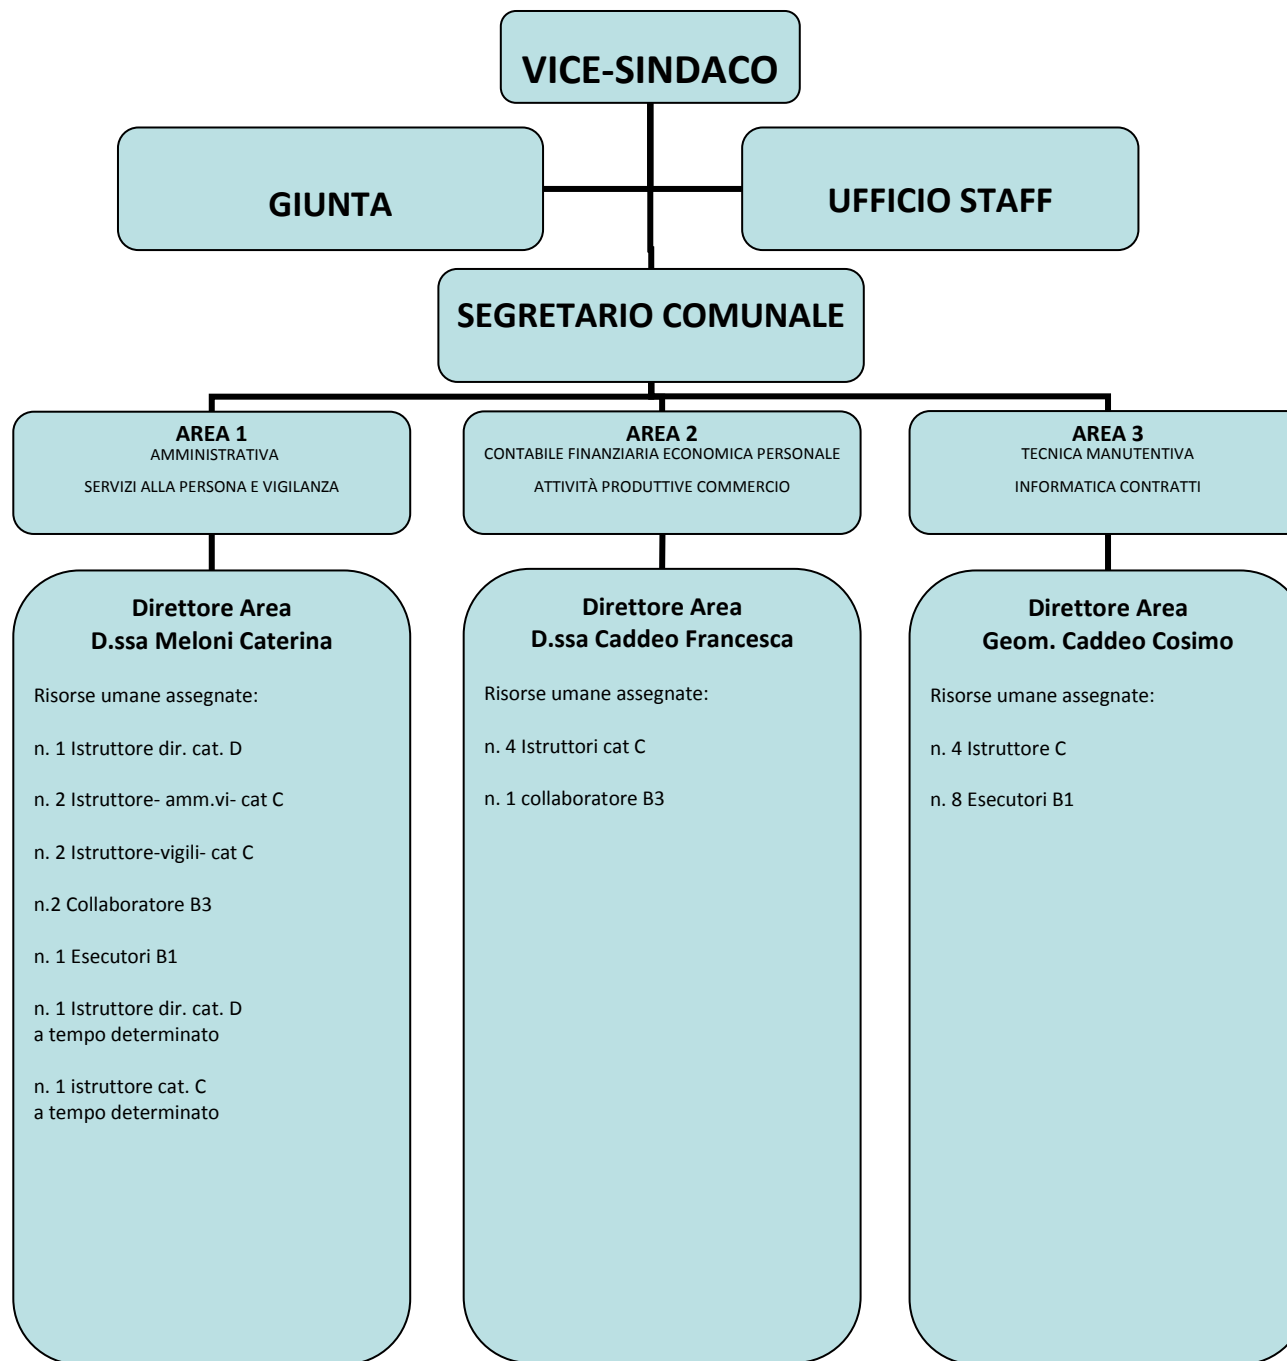 VICE-SINDACO
GIUNTA
UFFICIO STAFF
SEGRETARIO COMUNALE
AREA 1
AMMINISTRATIVA
SERVIZI ALLA PERSONA E VIGILANZA
AREA 2
CONTABILE FINANZIARIA ECONOMICA PERSONALE
ATTIVITÀ PRODUTTIVE COMMERCIO
AREA 3
TECNICA MANUTENTIVA
INFORMATICA CONTRATTI
Direttore Area
D.ssa Meloni Caterina
Risorse umane assegnate:
n. 1 Istruttore dir. cat. D
n. 2 Istruttore- amm.vi- cat C
n. 2 Istruttore-vigili- cat C
n.2 Collaboratore B3
n. 1 Esecutori B1
n. 1 Istruttore dir. cat. D
a tempo determinato
n. 1 istruttore cat. C
a tempo determinato
Direttore Area
D.ssa Caddeo Francesca
Risorse umane assegnate:
n. 4 Istruttori cat C
n. 1 collaboratore B3
Direttore Area
Geom. Caddeo Cosimo
Risorse umane assegnate:
n. 4 Istruttore C
n. 8 Esecutori B1